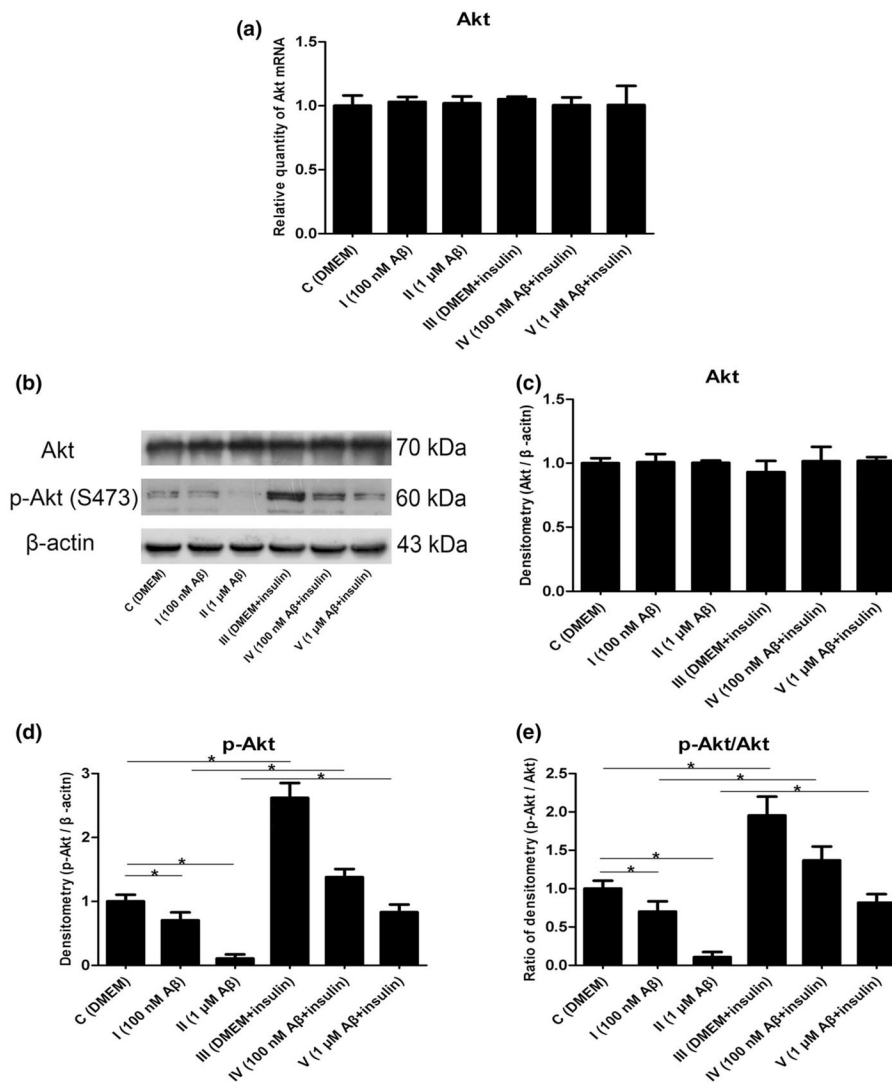 (a)
Akt
Relative quantity of Akt mRNA
1.5
1.0
0.5
0.0
C (DMEM)
I (100 nM Aβ)
II (1 µM Aβ)
III (DMEM+insulin)
IV (100 nM Aβ+insulin)
V (1 µM Aβ+insulin)
(b)
Akt
70 kDa
p-Akt (S473)
60 kDa
β-actin
43 kDa
C (DMEM)
I (100 nM Aβ)
II (1 µM Aβ)
III (DMEM+insulin)
IV (100 nM Aβ+insulin)
V (1 µM Aβ+insulin)
(c)
Akt
Densitometry (Akt / β -acitn)
1.5
1.0
0.5
0.0
C (DMEM)
I (100 nM Aβ)
II (1 µM Aβ)
III (DMEM+insulin)
IV (100 nM Aβ+insulin)
V (1 µM Aβ+insulin)
(d)
p-Akt
Densitometry (p-Akt / β -acitn)
3
2
1
0
*
*
*
*
*
C (DMEM)
I (100 nM Aβ)
II (1 µM Aβ)
III (DMEM+insulin)
IV (100 nM Aβ+insulin)
V (1 µM Aβ+insulin)
(e)
p-Akt/Akt
Ratio of densitometry (p-Akt / Akt)
2.5
2.0
1.5
1.0
0.5
0.0
*
*
*
*
*
C (DMEM)
I (100 nM Aβ)
II (1 µM Aβ)
III (DMEM+insulin)
IV (100 nM Aβ+insulin)
V (1 µM Aβ+insulin)